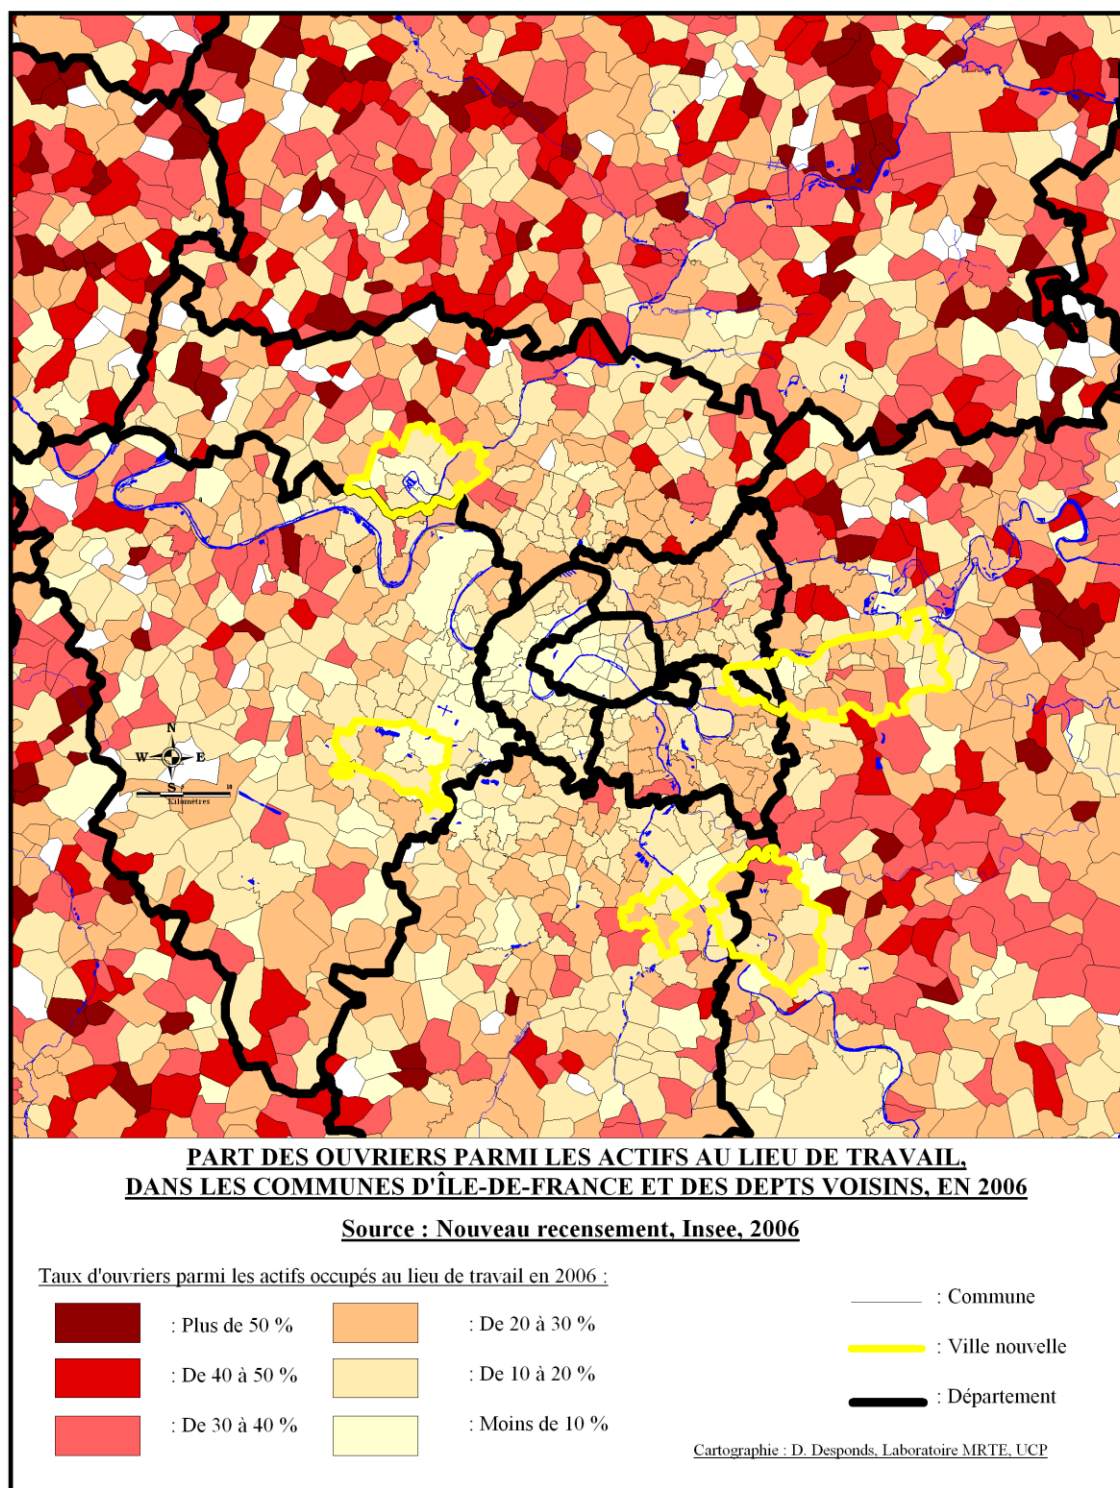 N
W E
S
5 10
Kilomètres
PART DES OUVRIERS PARMI LES ACTIFS AU LIEU DE TRAVAIL,
DANS LES COMMUNES D'ÎLE-DE-FRANCE ET DES DEPTS VOISINS, EN 2006
Source : Nouveau recensement, Insee, 2006
Taux d'ouvriers parmi les actifs occupés au lieu de travail en 2006 :
: Plus de 50 %
: De 40 à 50 %
: De 30 à 40 %
: De 20 à 30 %
: De 10 à 20 %
: Moins de 10 %
: Commune
: Ville nouvelle
: Département
Cartographie : D. Desponds, Laboratoire MRTE, UCP